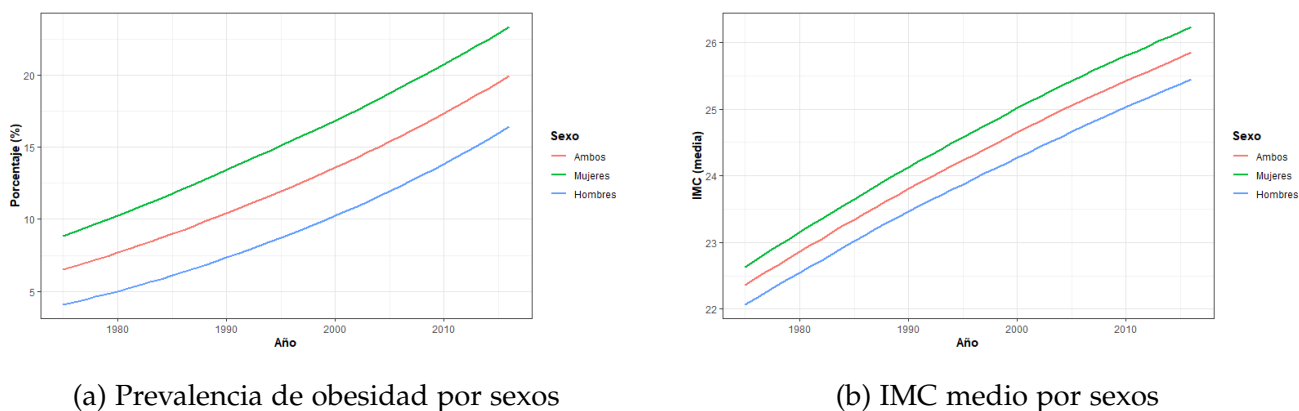 Porcentaje (%)
20
15
10
5
1980
1990
2000
2010
Año
Sexo
Ambos
Mujeres
Hombres
(a) Prevalencia de obesidad por sexos
IMC (media)
26
25
24
23
22
1980
1990
2000
2010
Año
Sexo
Ambos
Mujeres
Hombres
(b) IMC medio por sexos